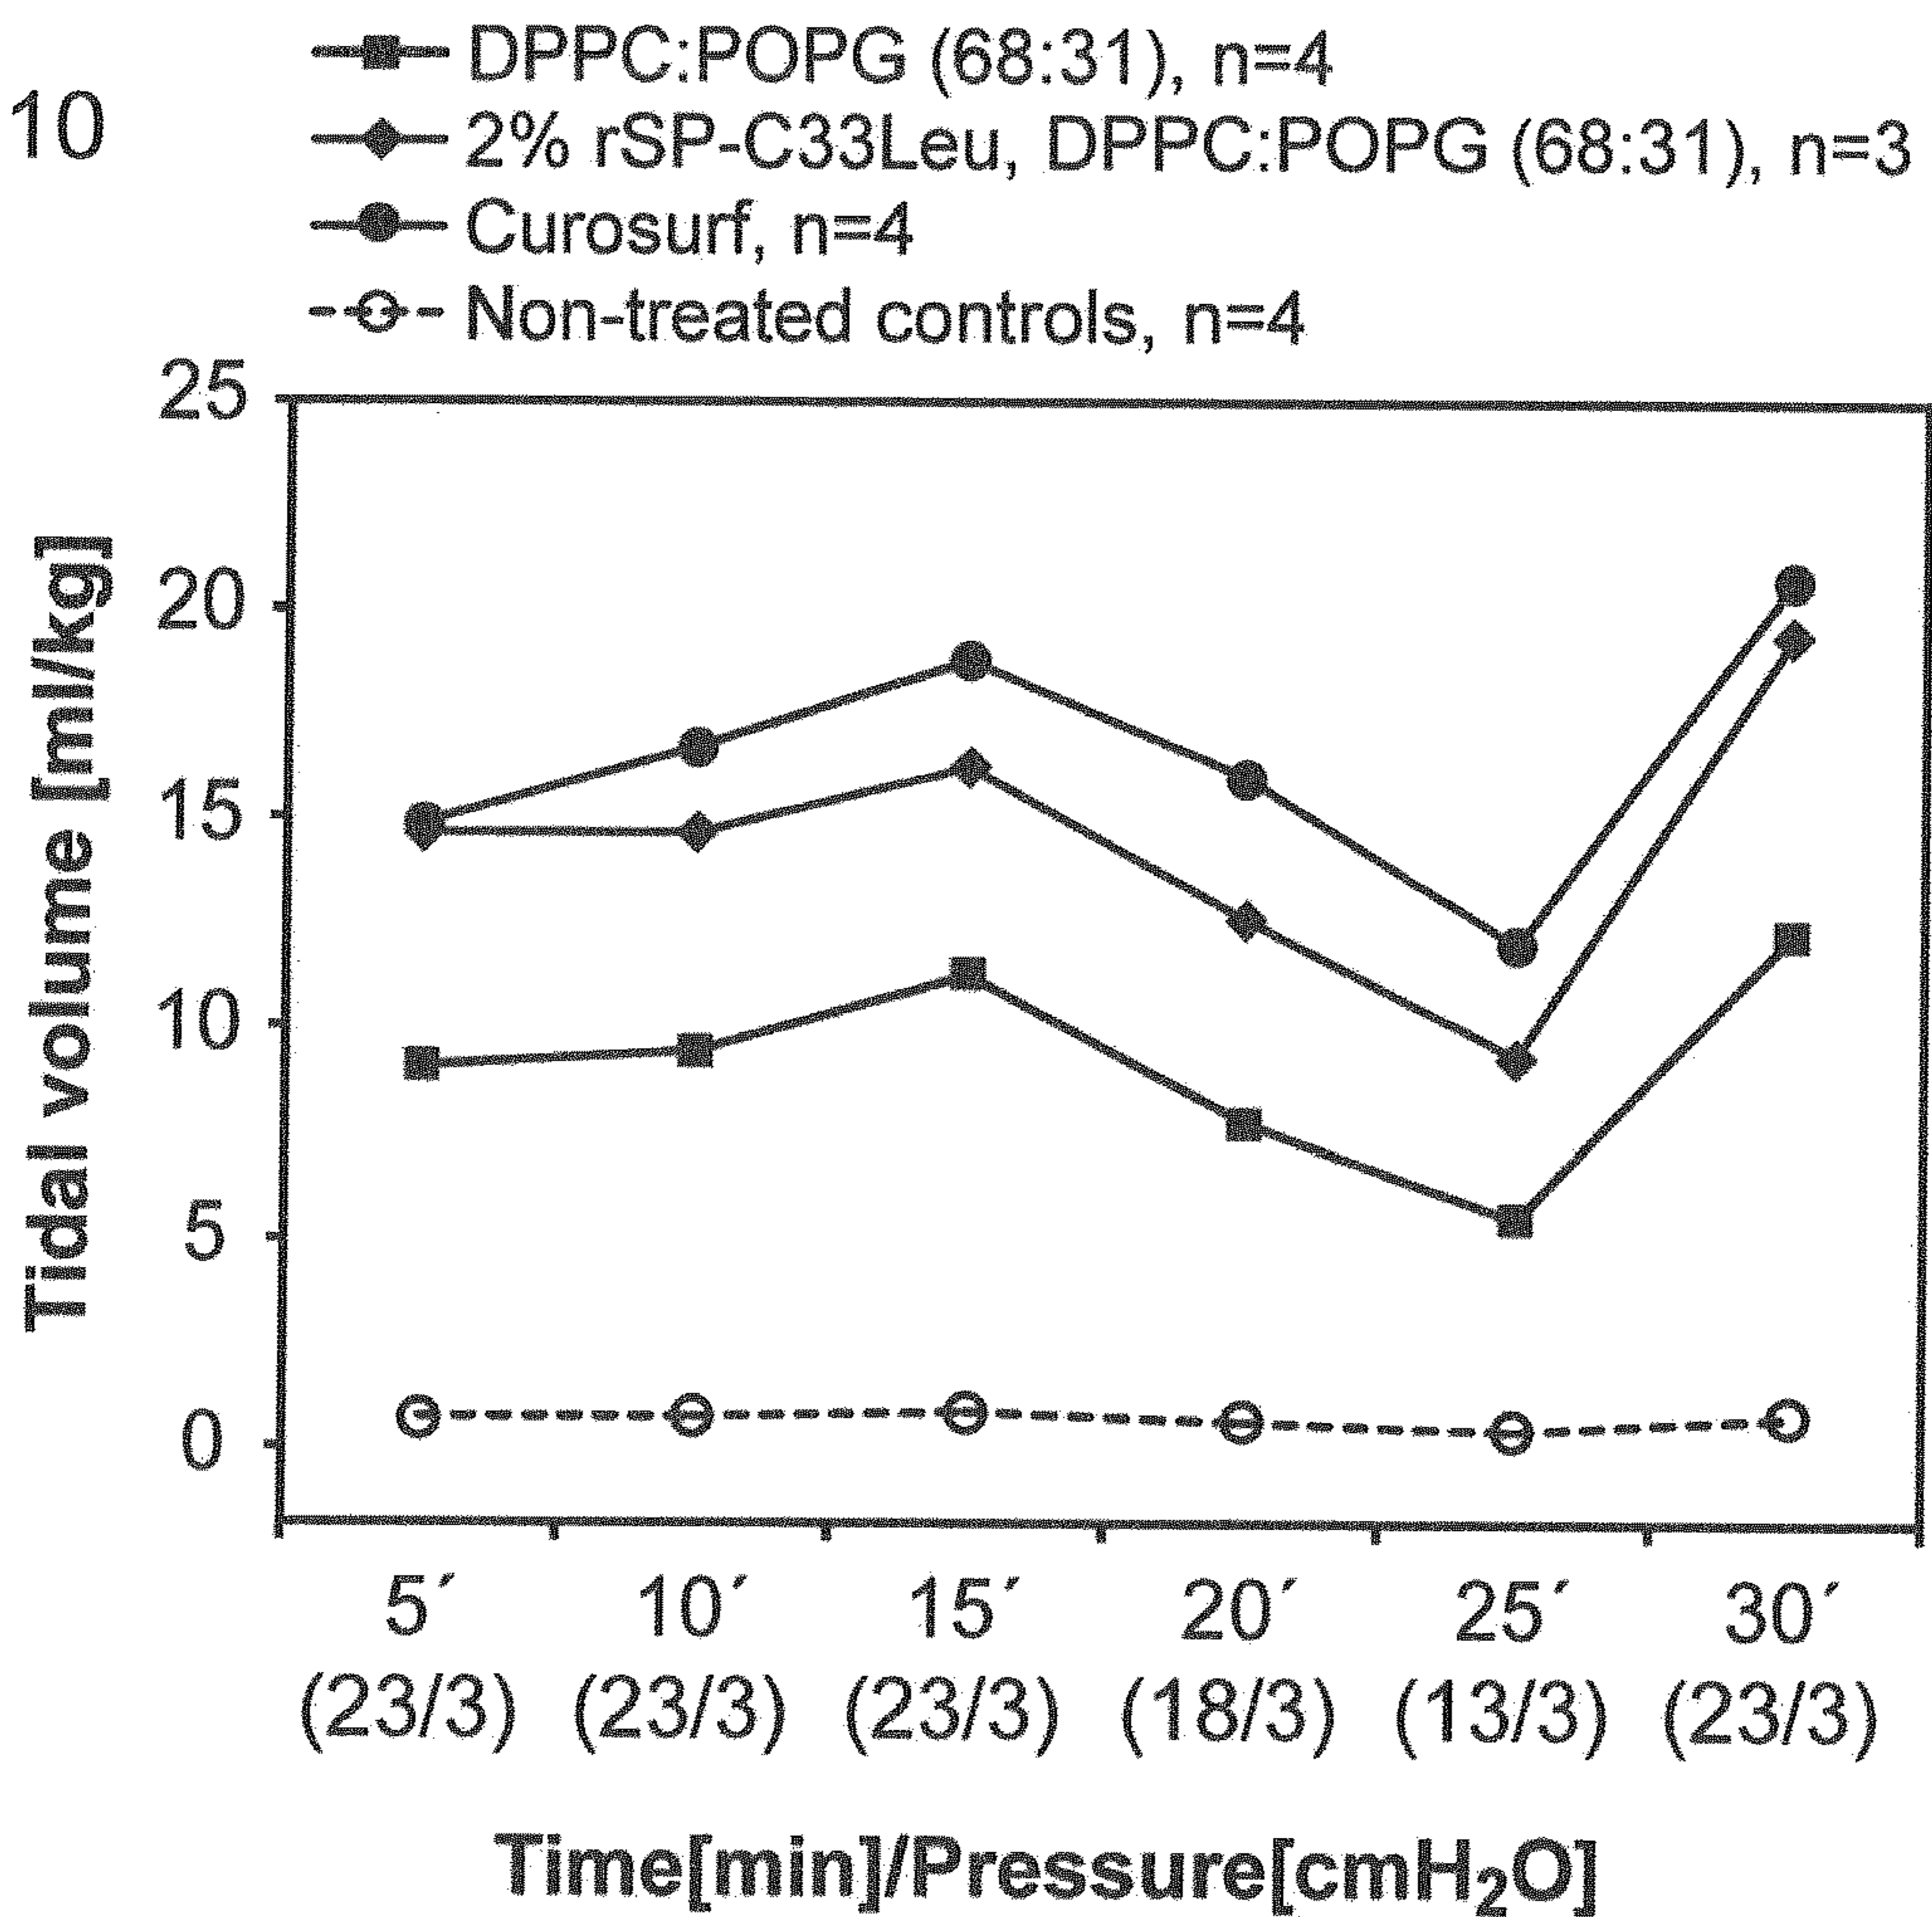 DPPC:POPG (68:31), n=4
10
2% rSP-C33Leu, DPPC:POPG (68:31), n=3
Curosurf, n=4
Non-treated controls, n=4
25
20
15
10
5
0
Tidal volume [ml/kg]
5´ 10´ 15´ 20´ 25´ 30´
(23/3) (23/3) (23/3) (18/3) (13/3) (23/3)
Time[min]/Pressure[cmH₂O]